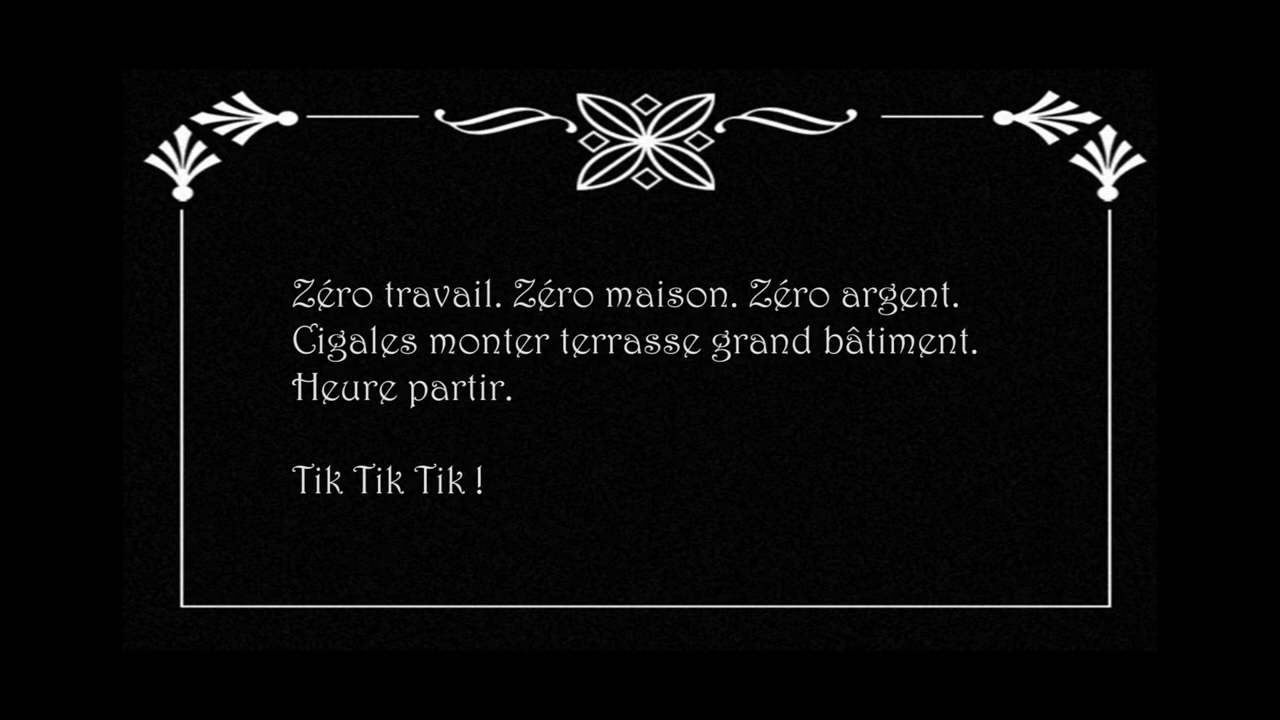 Zéro travail. Zéro maison. Zéro argent.
Cigales monter terrasse grand bâtiment.
Heure partir.
Tik Tik Tik !